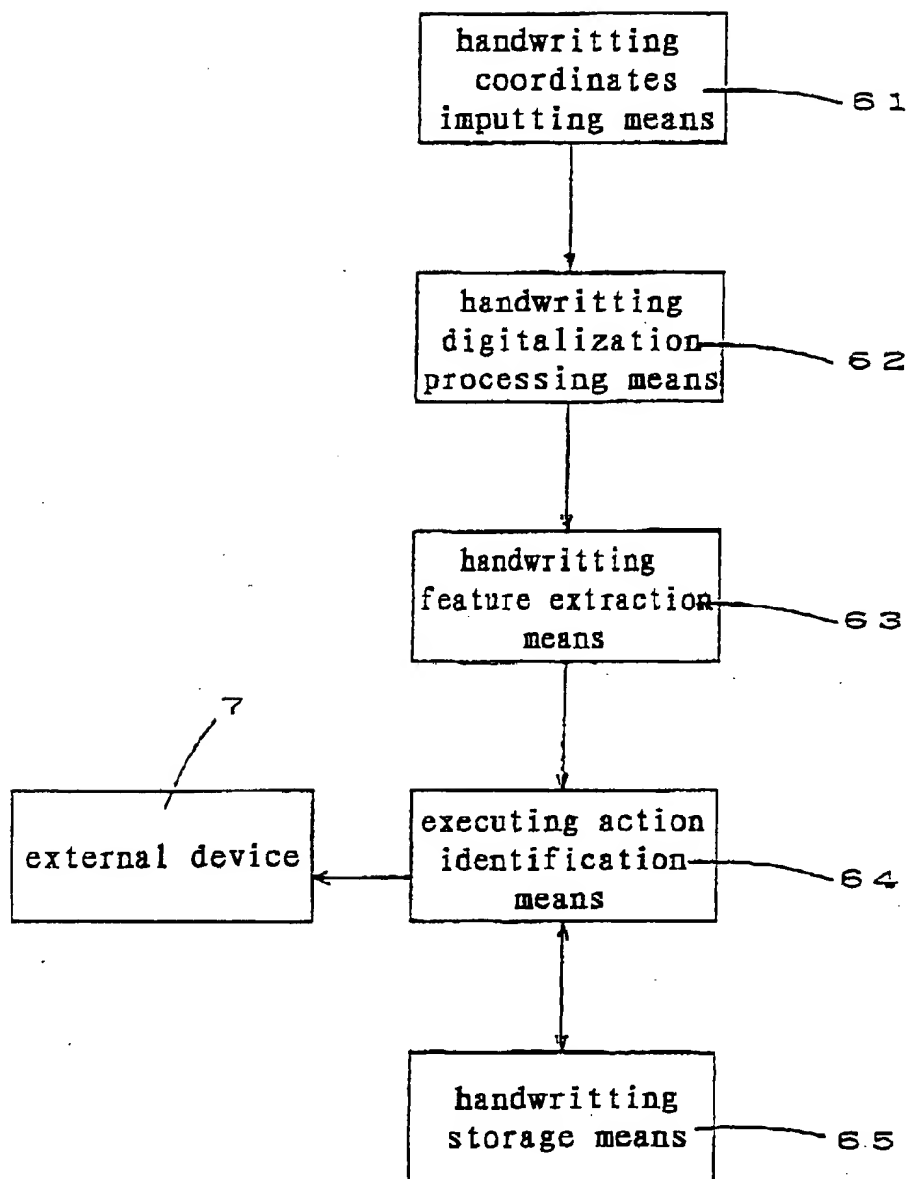 handwritting
coordinates
imputting means
61
handwritting
digitalization
processing means
62
handwritting
feature extraction
means
63
7
external device
executing action
identification
means
64
handwritting
storage means
65